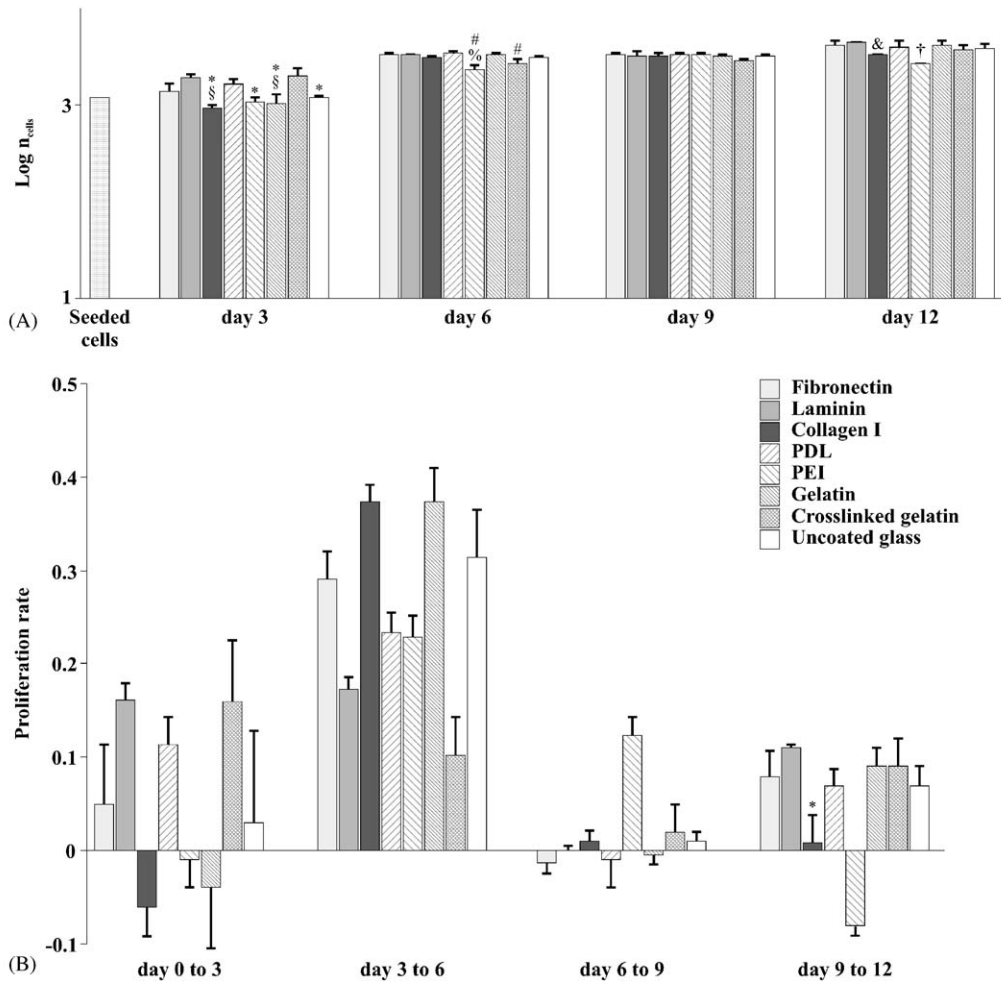 Log n_cells
3
1
* § * * § * # % # & †
(A)
Seeded cells
day 3
day 6
day 9
day 12
0.5
0.4
0.3
0.2
0.1
0
-0.1
Proliferation rate
Fibronectin
Laminin
Collagen I
PDL
PEI
Gelatin
Crosslinked gelatin
Uncoated glass
*
(B)
day 0 to 3
day 3 to 6
day 6 to 9
day 9 to 12